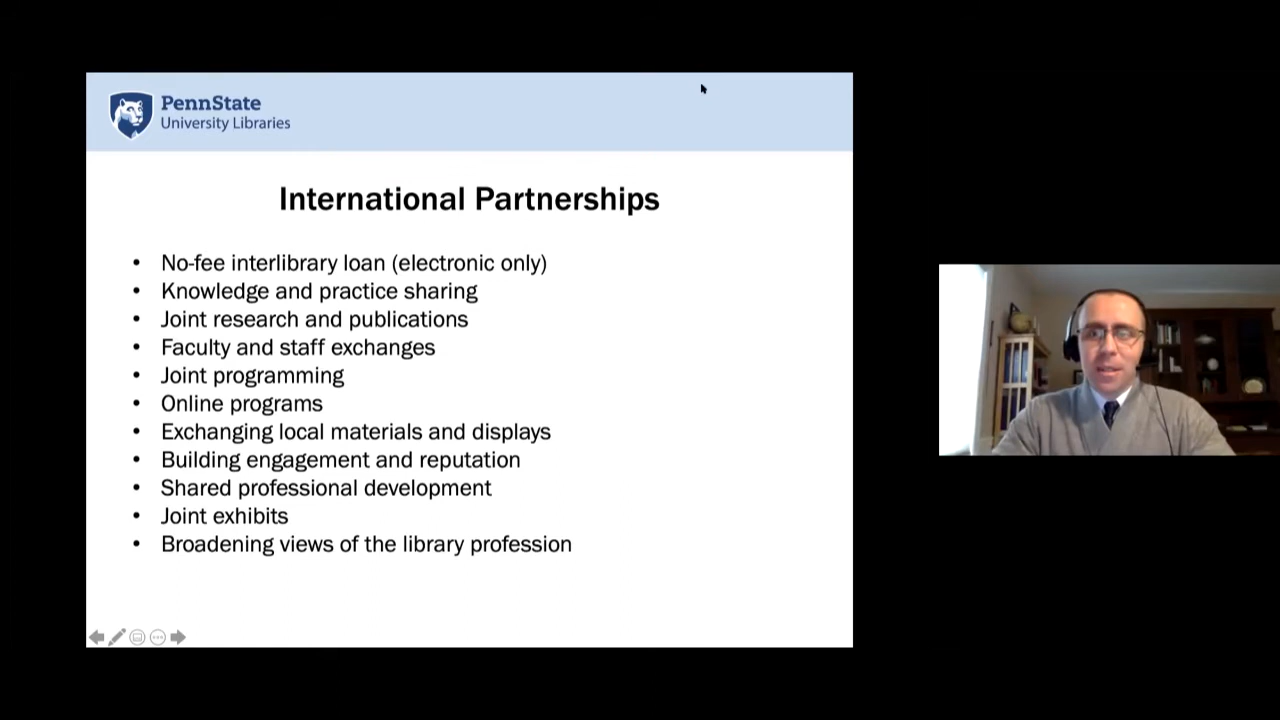 PennState
University Libraries
International Partnerships
• No-fee interlibrary loan (electronic only)
• Knowledge and practice sharing
• Joint research and publications
• Faculty and staff exchanges
• Joint programming
• Online programs
• Exchanging local materials and displays
• Building engagement and reputation
• Shared professional development
• Joint exhibits
• Broadening views of the library profession